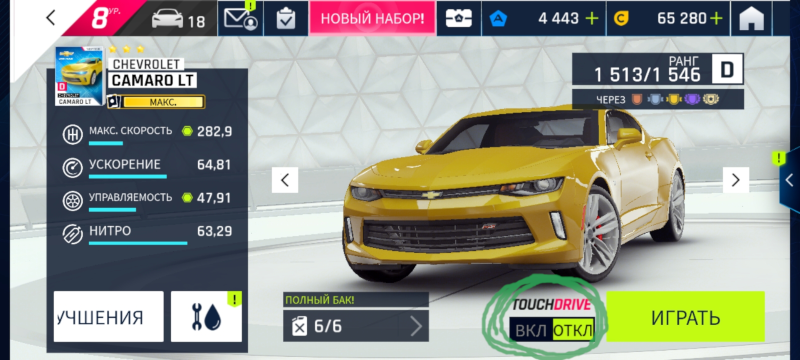 8 УР.
18
НОВЫЙ НАБОР!
4 443 +
65 280 +
CHEVROLET
CAMARO LT
D
CAMARO LT
МАКС.
РАНГ
1 513/1 546
D
ЧЕРЕЗ
МАКС. СКОРОСТЬ 282,9
УСКОРЕНИЕ 64,81
УПРАВЛЯЕМОСТЬ 47,91
НИТРО 63,29
УЧШЕНИЯ
ПОЛНЫЙ БАК!
6/6
TOUCHDRIVE
ВКЛ ОТКЛ
ИГРАТЬ